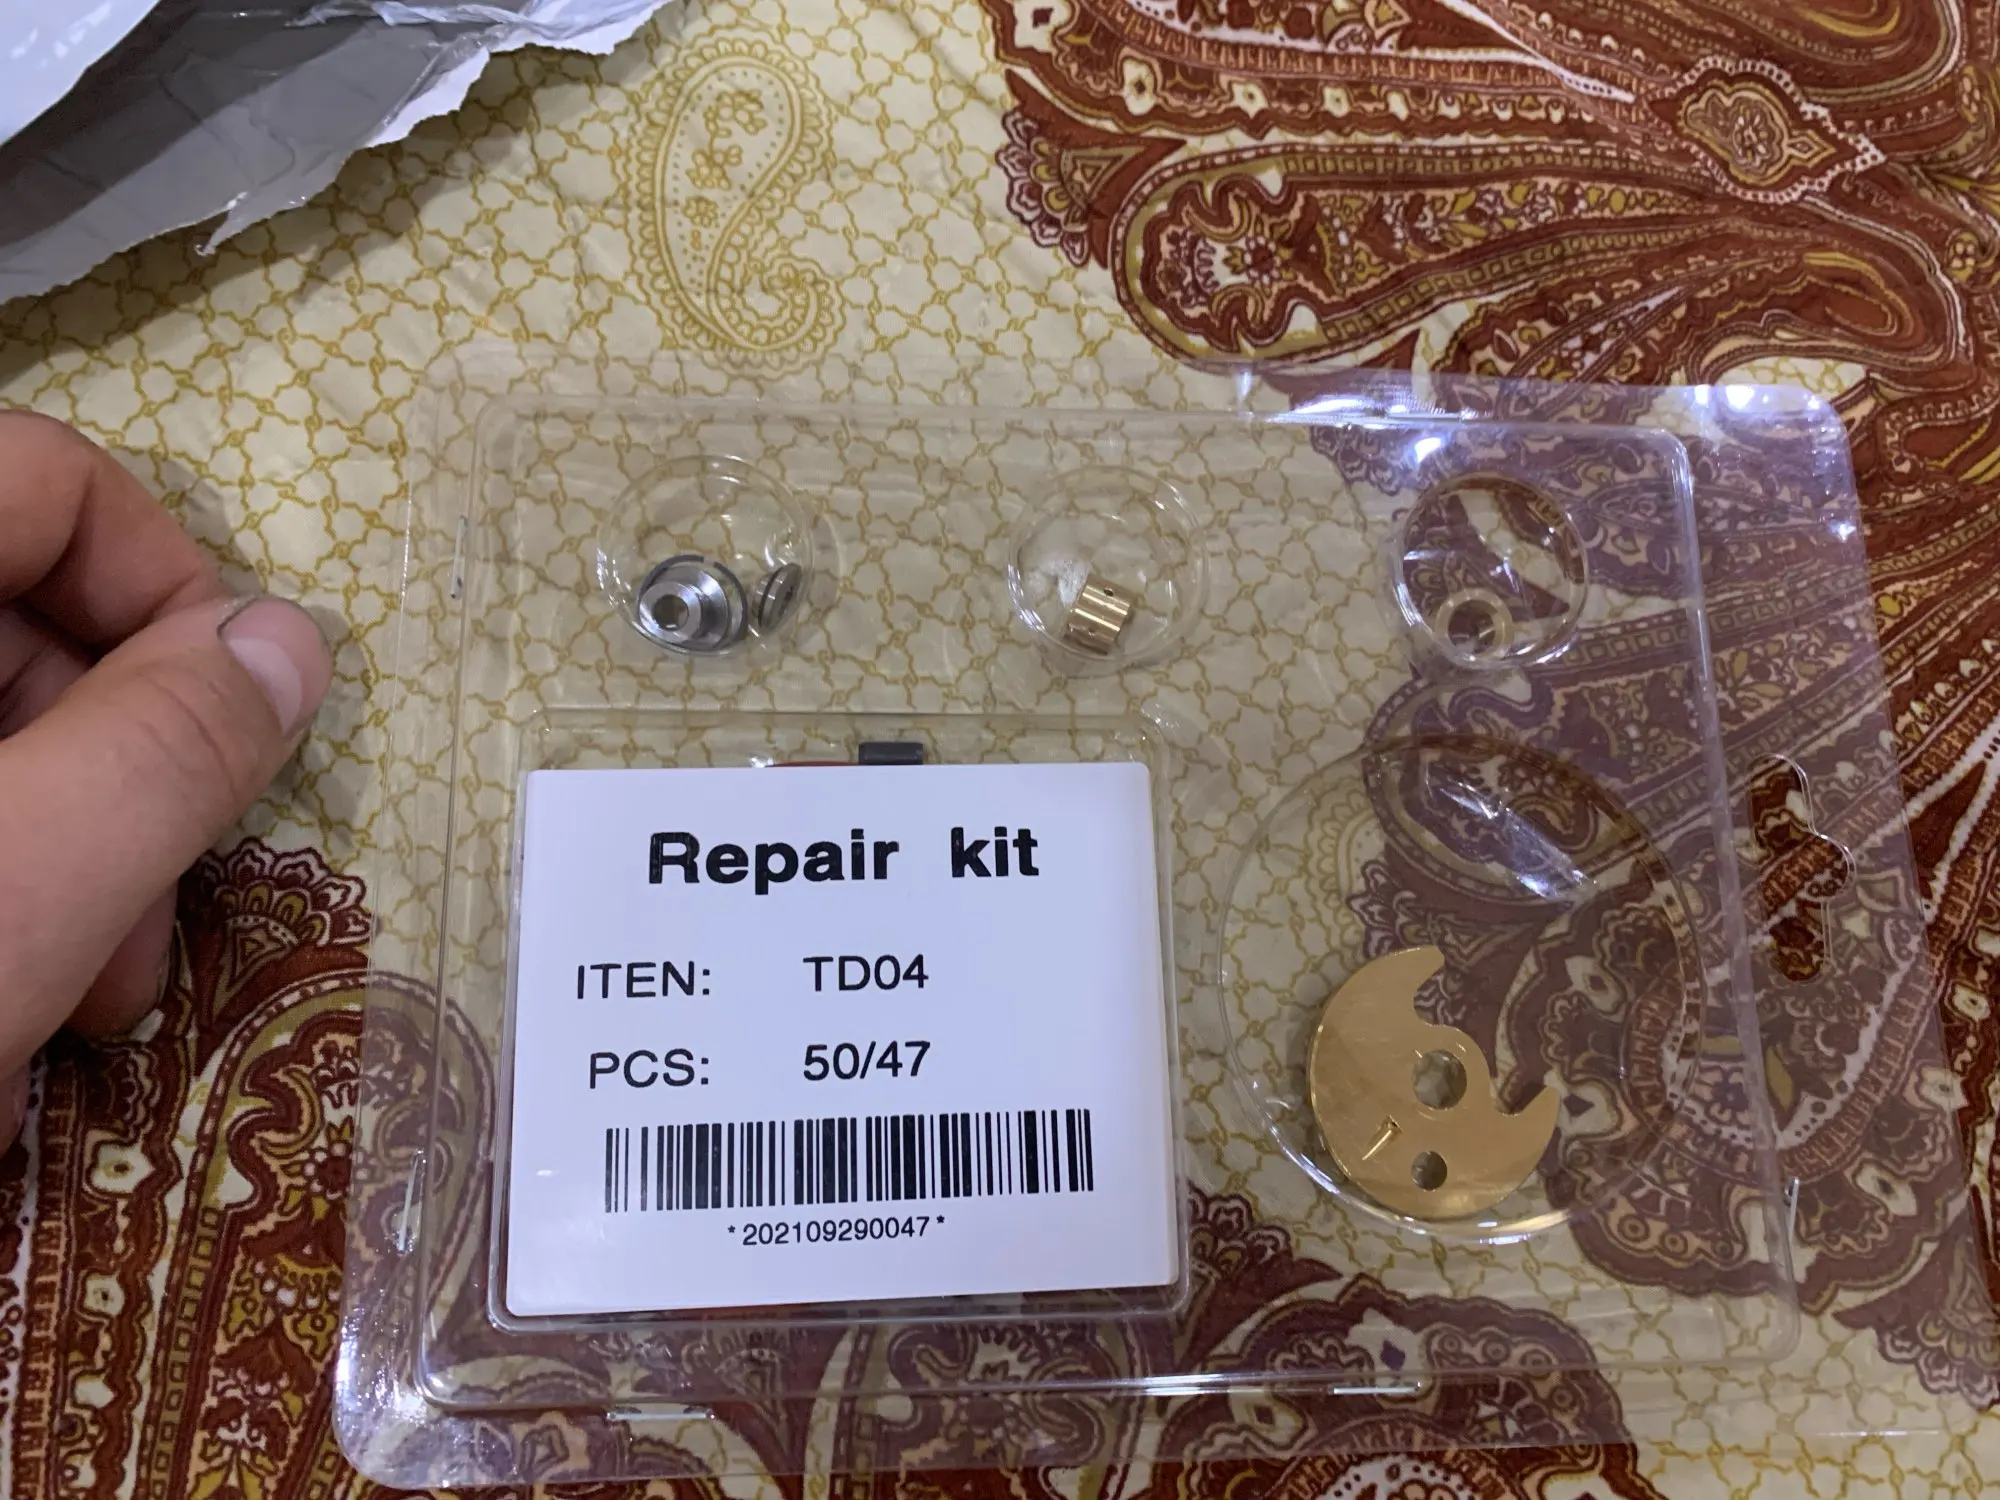 Repair kit
ITEN: TD04
PCS: 50/47
*202109290047*